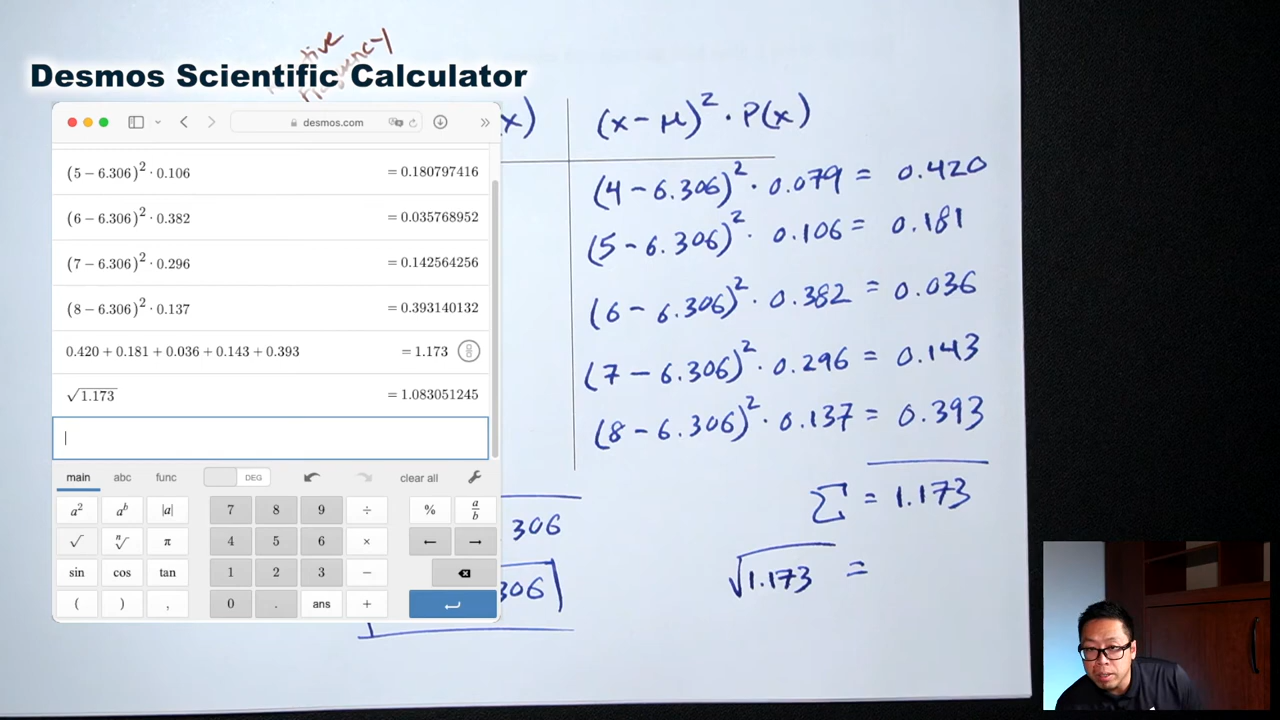 Desmos Scientific Calculator
desmos.com
(5 − 6.306)² · 0.106 = 0.180797416
(6 − 6.306)² · 0.382 = 0.035768952
(7 − 6.306)² · 0.296 = 0.142564256
(8 − 6.306)² · 0.137 = 0.393140132
0.420 + 0.181 + 0.036 + 0.143 + 0.393 = 1.173
√1.173 = 1.083051245
main abc func DEG clear all
a² aᵇ |a| 7 8 9 ÷ % a/b
√ ⁿ√ π 4 5 6 × ← →
sin cos tan 1 2 3 −
( ) , 0 . ans +
x) (x − μ)² · P(x)
(4 − 6.306)² · 0.079 = 0.420
(5 − 6.306)² · 0.106 = 0.181
(6 − 6.306)² · 0.382 = 0.036
(7 − 6.306)² · 0.296 = 0.143
(8 − 6.306)² · 0.137 = 0.393
306 Σ = 1.173
306 √1.173 =